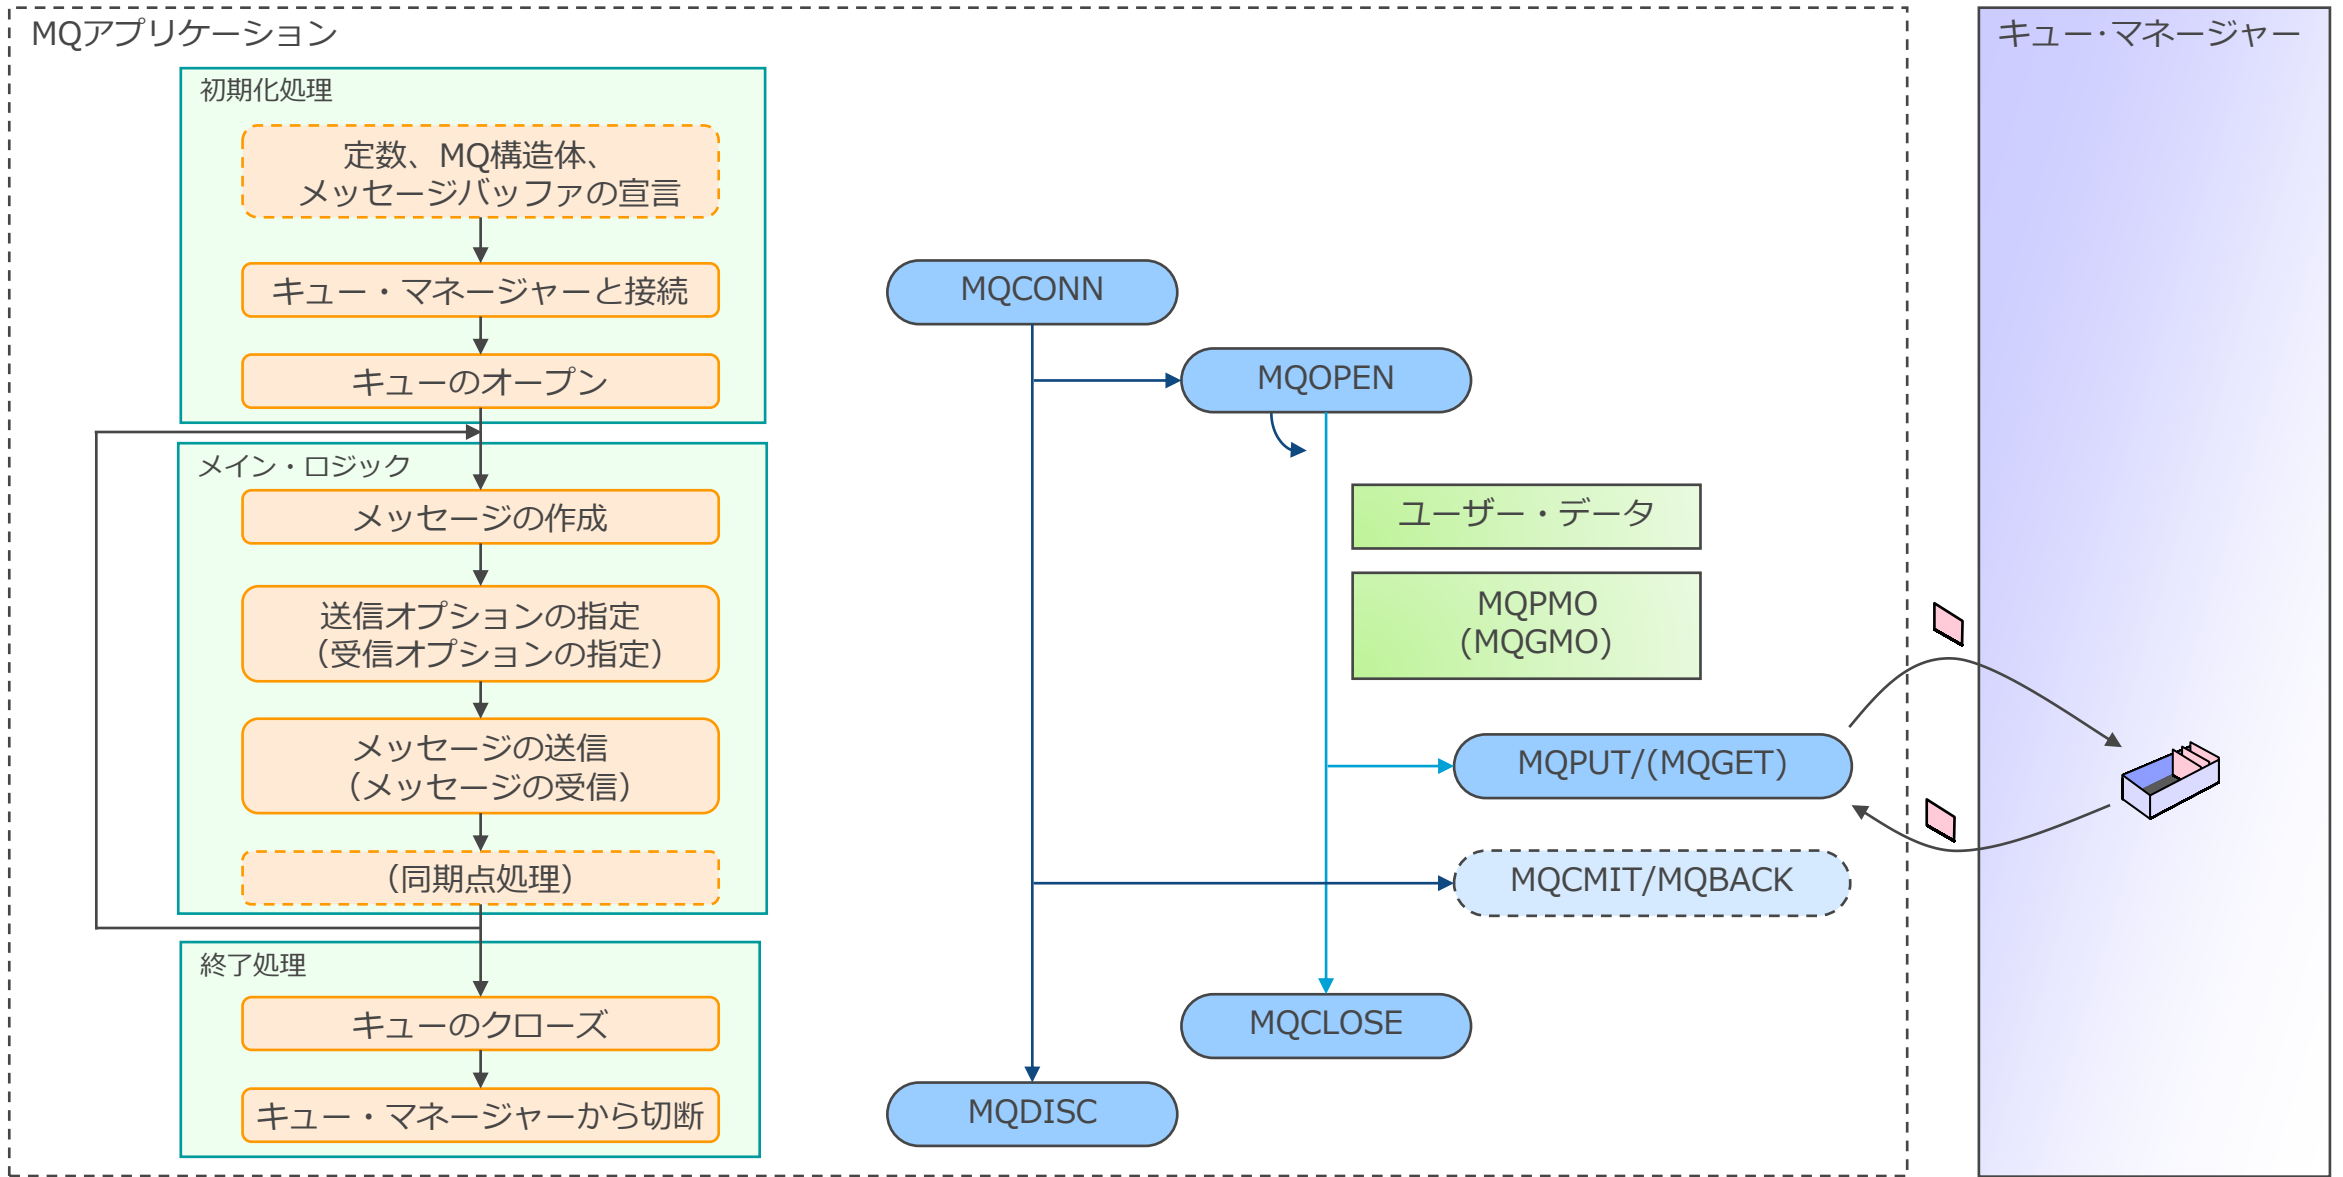 MQアプリケーション
初期化処理
定数、MQ構造体、
メッセージバッファの宣言
キュー・マネージャーと接続
キューのオープン
メイン・ロジック
メッセージの作成
送信オプションの指定
（受信オプションの指定）
メッセージの送信
（メッセージの受信）
（同期点処理）
終了処理
キューのクローズ
キュー・マネージャーから切断
MQCONN
MQOPEN
ユーザー・データ
MQPMO
(MQGMO)
MQPUT/(MQGET)
MQCMIT/MQBACK
MQCLOSE
MQDISC
キュー・マネージャー